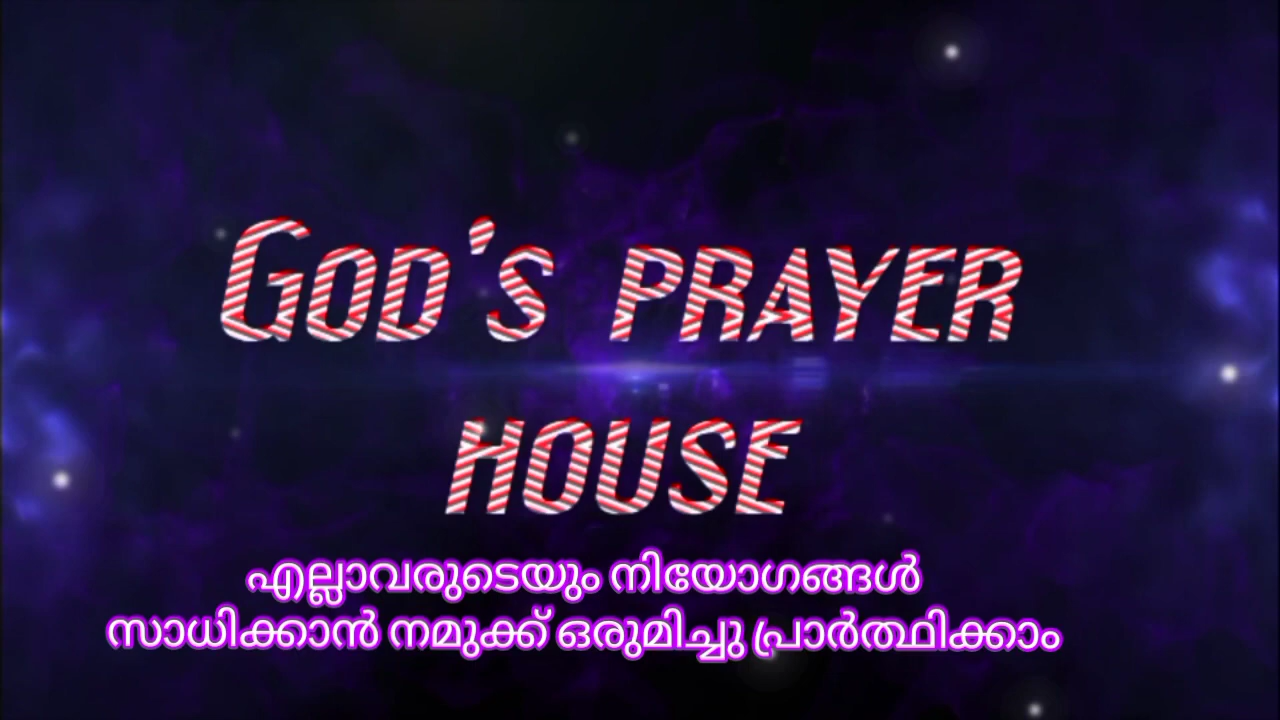 God's prayer
house
എല്ലാവരുടെയും നിയോഗങ്ങൾ
സാധിക്കാൻ നമുക്ക് ഒരുമിച്ചു പ്രാർത്ഥിക്കാം